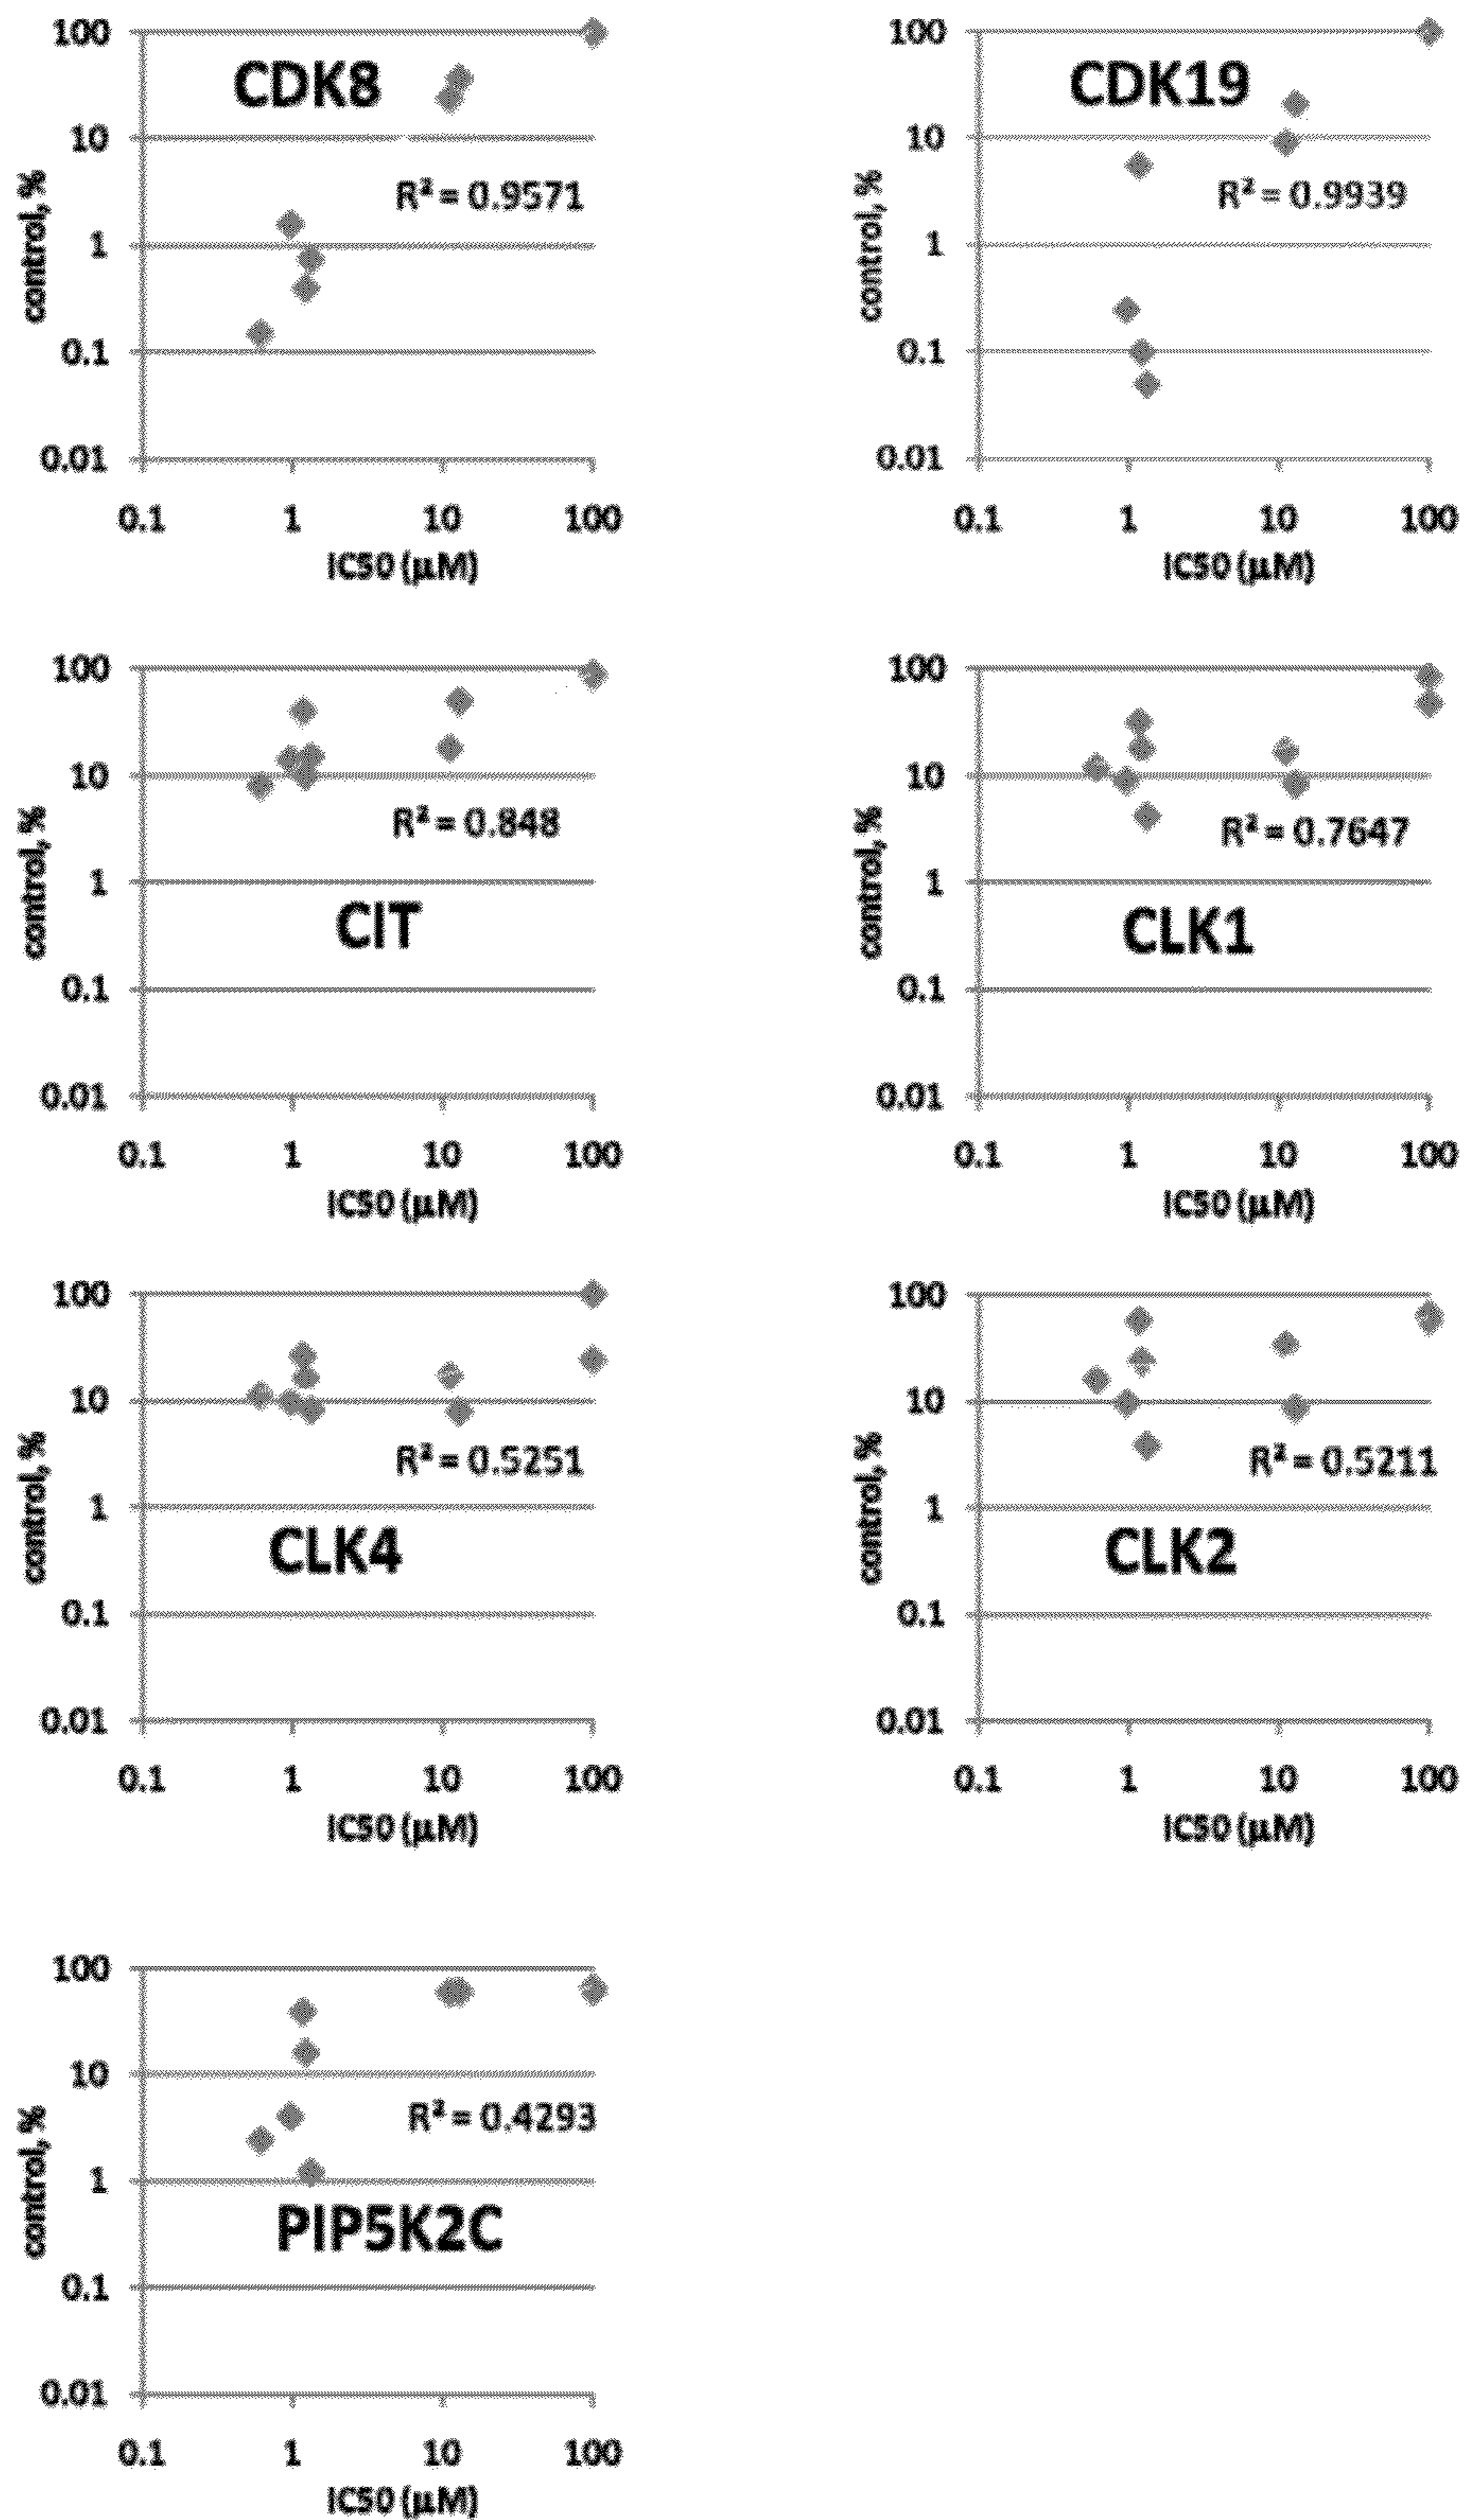 100
CDK8
10
R² = 0.9571
1
0.1
0.01
control, %
0.1 1 10 100
IC50 (µM)
100
CDK19
10
R² = 0.9939
1
0.1
0.01
control, %
0.1 1 10 100
IC50 (µM)
100
10
R² = 0.848
1
CIT
0.1
0.01
control, %
0.1 1 10 100
IC50 (µM)
100
10
R² = 0.7647
1
CLK1
0.1
0.01
control, %
0.1 1 10 100
IC50 (µM)
100
10
R² = 0.5251
1
CLK4
0.1
0.01
control, %
0.1 1 10 100
IC50 (µM)
100
10
R² = 0.5211
1
CLK2
0.1
0.01
control, %
0.1 1 10 100
IC50 (µM)
100
10
R² = 0.4293
1
PIP5K2C
0.1
0.01
control, %
0.1 1 10 100
IC50 (µM)